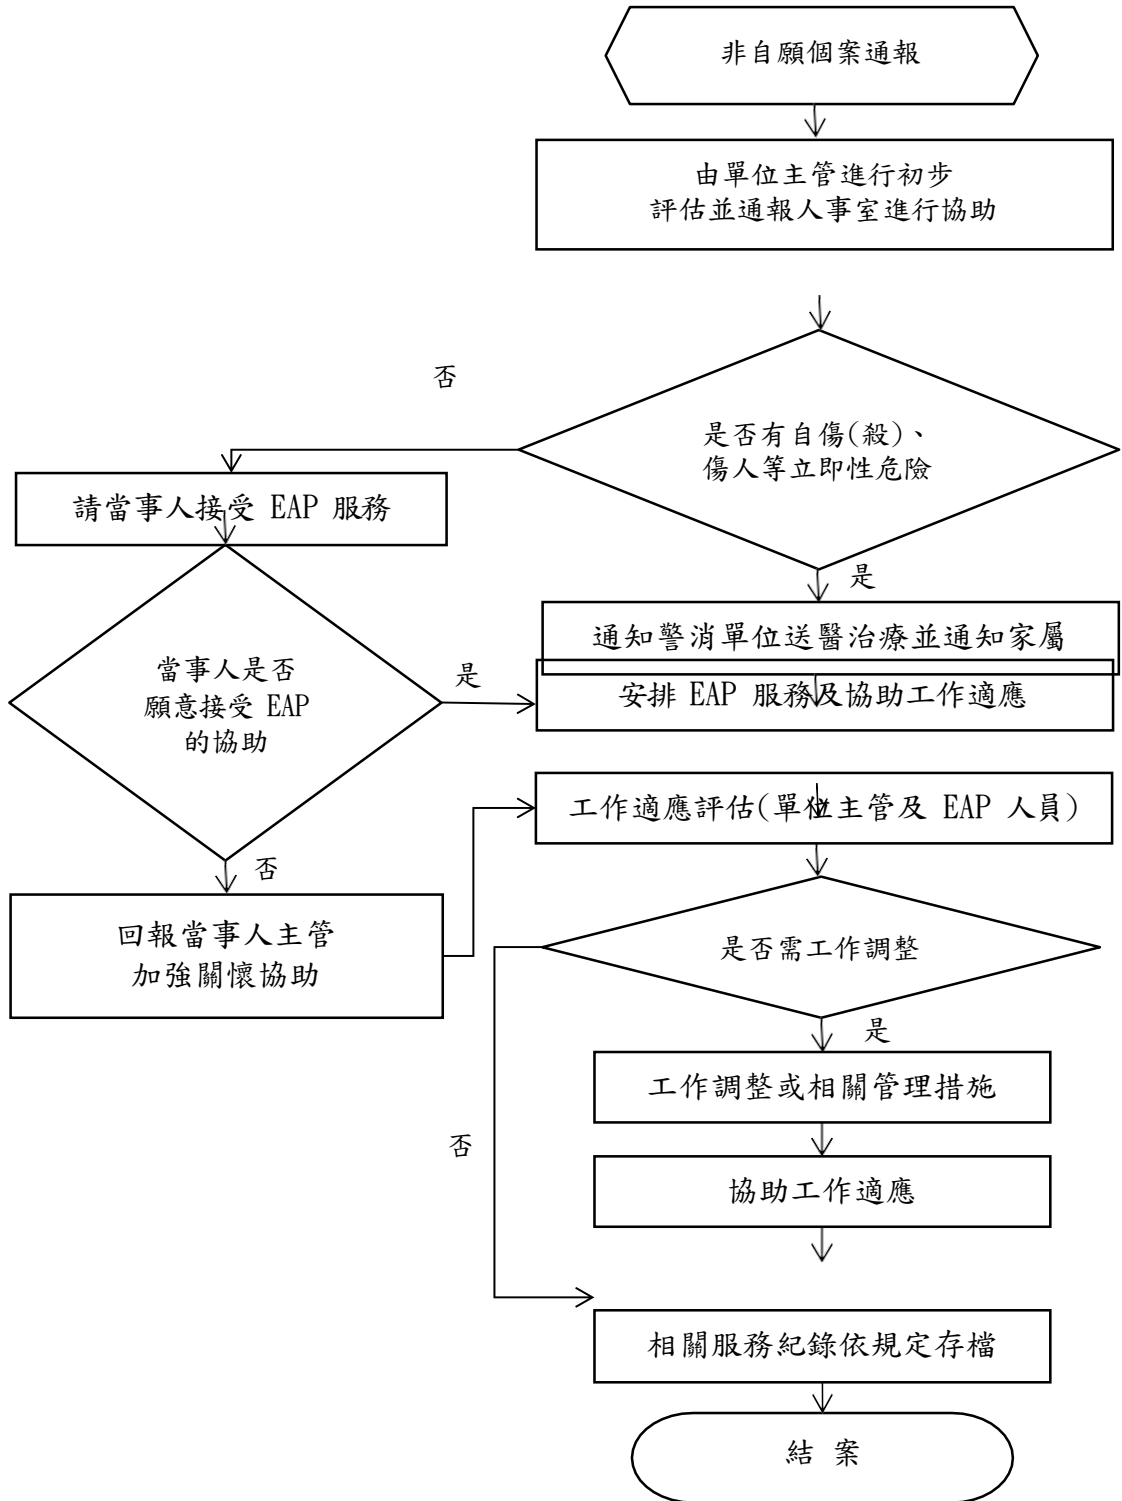 非自願個案通報
由單位主管進行初步
評估並通報人事室進行協助
否
是否有自傷(殺)、
傷人等立即性危險
請當事人接受 EAP 服務
是
通知警消單位送醫治療並通知家屬
當事人是否
願意接受 EAP
的協助
是
安排 EAP 服務及協助工作適應
工作適應評估(單位主管及 EAP 人員)
否
回報當事人主管
加強關懷協助
是否需工作調整
是
工作調整或相關管理措施
否
協助工作適應
相關服務紀錄依規定存檔
結 案